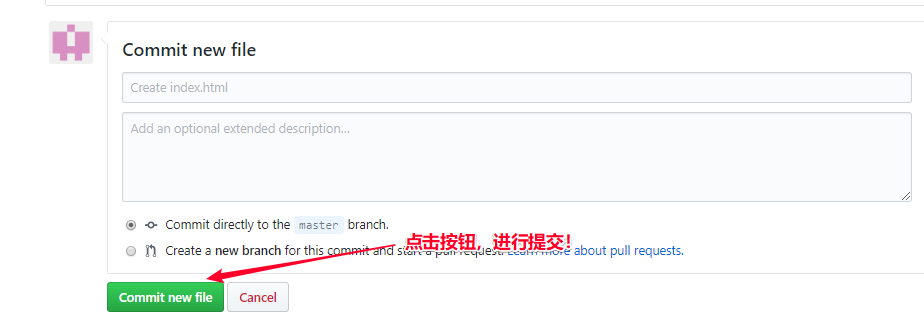 Commit new file
Create index.html
Add an optional extended description...
Commit directly to the master branch.
点击按钮，进行提交！
Create a new branch for this commit and start a pull request. Learn more about pull requests.
Commit new file
Cancel